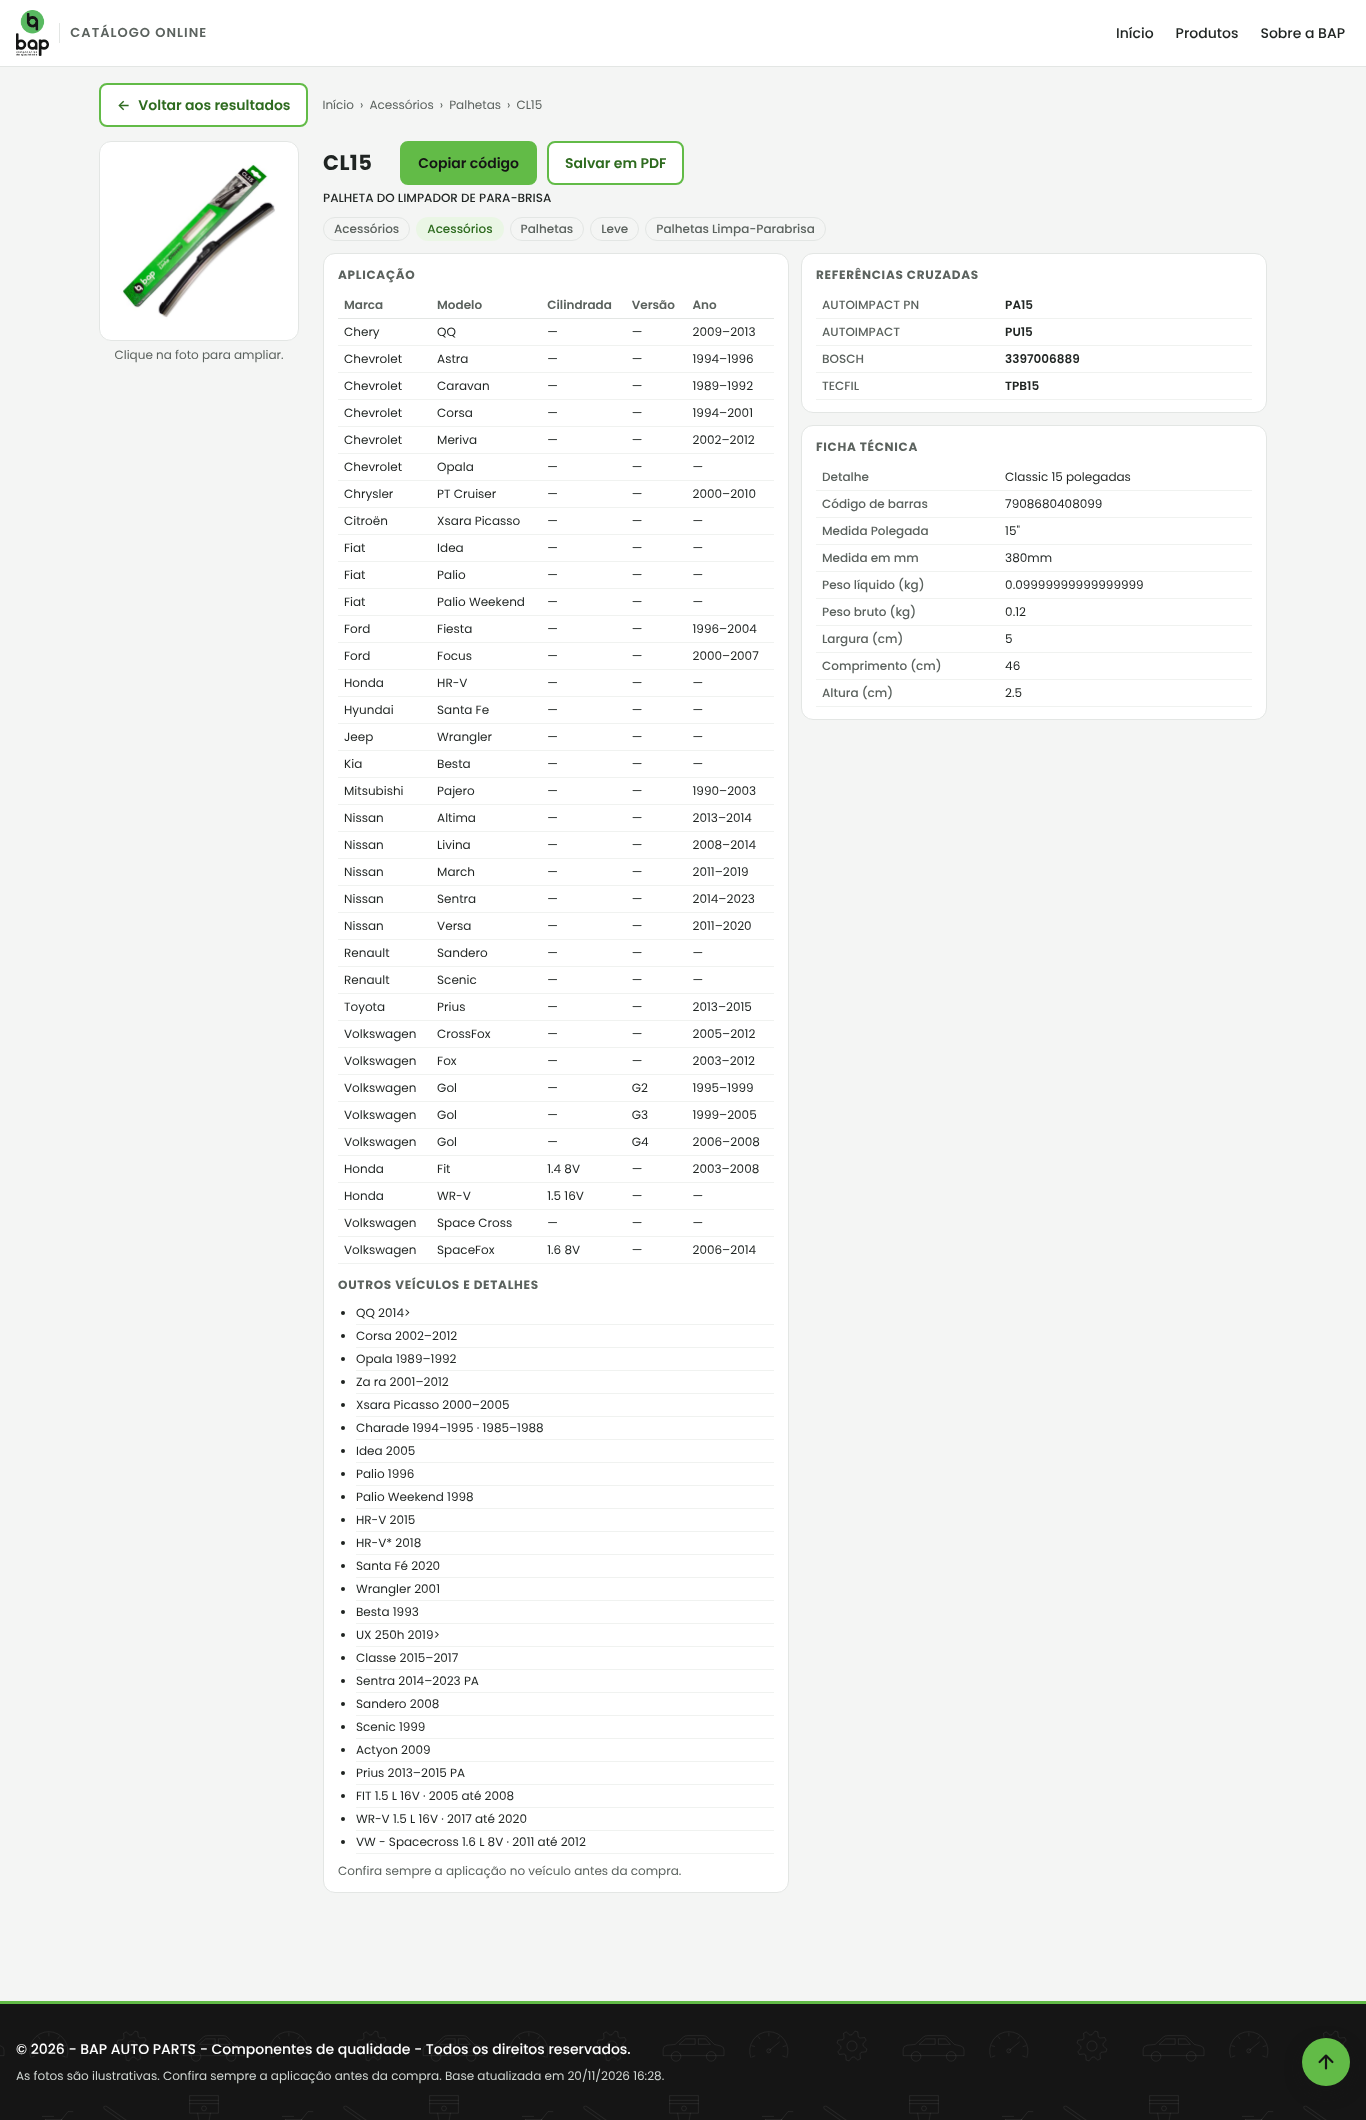 bap
CATÁLOGO ONLINE
Início Produtos Sobre a BAP
← Voltar aos resultados
Início › Acessórios › Palhetas › CL15
CL15
Copiar código
Salvar em PDF
PALHETA DO LIMPADOR DE PARA-BRISA
Acessórios Acessórios Palhetas Leve Palhetas Limpa-Parabrisa
bap
Clique na foto para ampliar.
APLICAÇÃO
Marca Modelo Cilindrada Versão Ano
Chery QQ — — 2009–2013
Chevrolet Astra — — 1994–1996
Chevrolet Caravan — — 1989–1992
Chevrolet Corsa — — 1994–2001
Chevrolet Meriva — — 2002–2012
Chevrolet Opala — — —
Chrysler PT Cruiser — — 2000–2010
Citroën Xsara Picasso — — —
Fiat Idea — — —
Fiat Palio — — —
Fiat Palio Weekend — — —
Ford Fiesta — — 1996–2004
Ford Focus — — 2000–2007
Honda HR-V — — —
Hyundai Santa Fe — — —
Jeep Wrangler — — —
Kia Besta — — —
Mitsubishi Pajero — — 1990–2003
Nissan Altima — — 2013–2014
Nissan Livina — — 2008–2014
Nissan March — — 2011–2019
Nissan Sentra — — 2014–2023
Nissan Versa — — 2011–2020
Renault Sandero — — —
Renault Scenic — — —
Toyota Prius — — 2013–2015
Volkswagen CrossFox — — 2005–2012
Volkswagen Fox — — 2003–2012
Volkswagen Gol — G2 1995–1999
Volkswagen Gol — G3 1999–2005
Volkswagen Gol — G4 2006–2008
Honda Fit 1.4 8V — 2003–2008
Honda WR-V 1.5 16V — —
Volkswagen Space Cross — — —
Volkswagen SpaceFox 1.6 8V — 2006–2014
OUTROS VEÍCULOS E DETALHES
• QQ 2014>
• Corsa 2002–2012
• Opala 1989–1992
• Za ra 2001–2012
• Xsara Picasso 2000–2005
• Charade 1994–1995 · 1985–1988
• Idea 2005
• Palio 1996
• Palio Weekend 1998
• HR-V 2015
• HR-V* 2018
• Santa Fé 2020
• Wrangler 2001
• Besta 1993
• UX 250h 2019>
• Classe 2015–2017
• Sentra 2014–2023 PA
• Sandero 2008
• Scenic 1999
• Actyon 2009
• Prius 2013–2015 PA
• FIT 1.5 L 16V · 2005 até 2008
• WR-V 1.5 L 16V · 2017 até 2020
• VW - Spacecross 1.6 L 8V · 2011 até 2012
Confira sempre a aplicação no veículo antes da compra.
REFERÊNCIAS CRUZADAS
AUTOIMPACT PN PA15
AUTOIMPACT PU15
BOSCH 3397006889
TECFIL TPB15
FICHA TÉCNICA
Detalhe Classic 15 polegadas
Código de barras 7908680408099
Medida Polegada 15"
Medida em mm 380mm
Peso líquido (kg) 0.09999999999999999
Peso bruto (kg) 0.12
Largura (cm) 5
Comprimento (cm) 46
Altura (cm) 2.5
© 2026 - BAP AUTO PARTS - Componentes de qualidade - Todos os direitos reservados.
As fotos são ilustrativas. Confira sempre a aplicação antes da compra. Base atualizada em 20/11/2026 16:28.